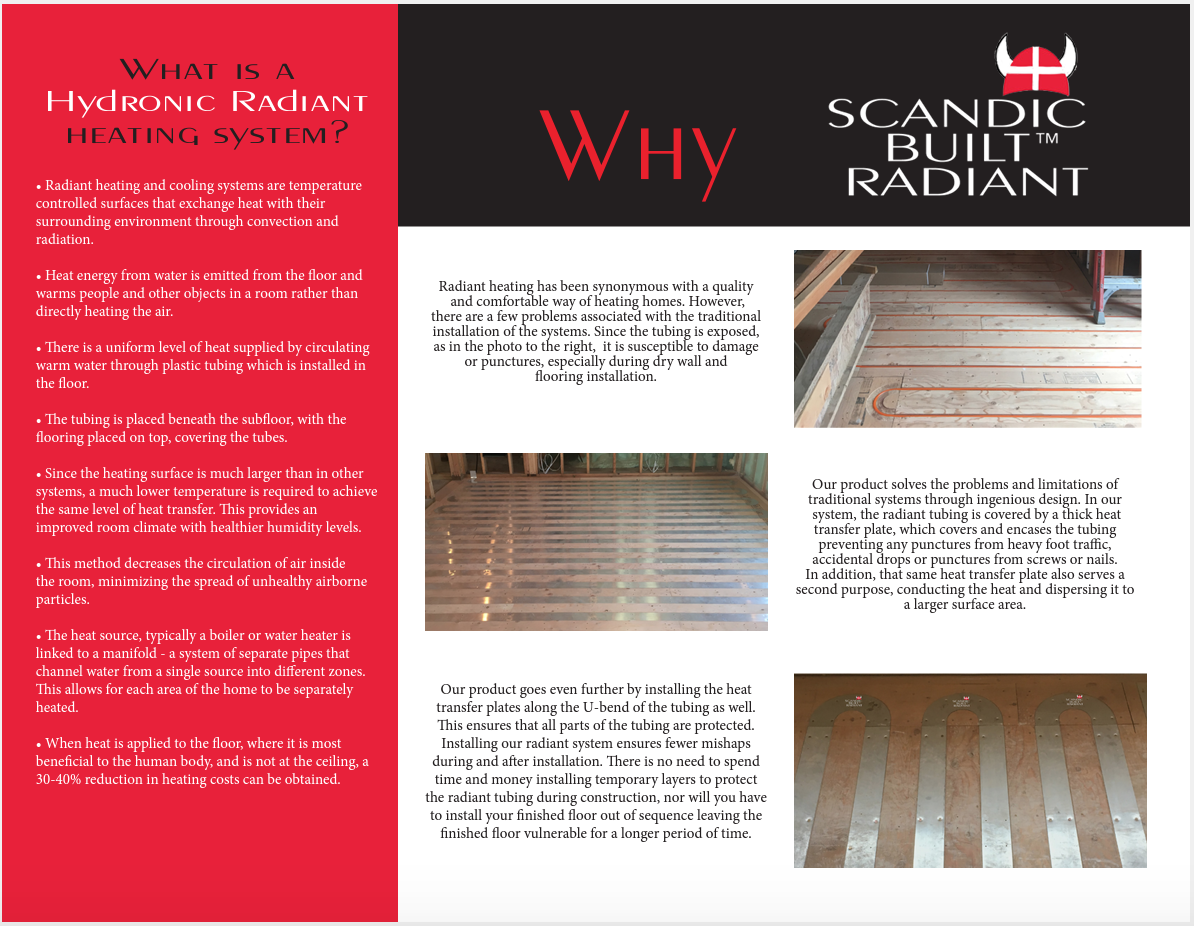 What is a
Hydronic Radiant
heating system?
• Radiant heating and cooling systems are temperature
controlled surfaces that exchange heat with their
surrounding environment through convection and
radiation.
• Heat energy from water is emitted from the floor and
warms people and other objects in a room rather than
directly heating the air.
• There is a uniform level of heat supplied by circulating
warm water through plastic tubing which is installed in
the floor.
• The tubing is placed beneath the subfloor, with the
flooring placed on top, covering the tubes.
• Since the heating surface is much larger than in other
systems, a much lower temperature is required to achieve
the same level of heat transfer. This provides an
improved room climate with healthier humidity levels.
• This method decreases the circulation of air inside
the room, minimizing the spread of unhealthy airborne
particles.
• The heat source, typically a boiler or water heater is
linked to a manifold - a system of separate pipes that
channel water from a single source into different zones.
This allows for each area of the home to be separately
heated.
• When heat is applied to the floor, where it is most
beneficial to the human body, and is not at the ceiling, a
30-40% reduction in heating costs can be obtained.
Why
SCANDIC
BUILT™
RADIANT
Radiant heating has been synonymous with a quality
and comfortable way of heating homes. However,
there are a few problems associated with the traditional
installation of the systems. Since the tubing is exposed,
as in the photo to the right,  it is susceptible to damage
or punctures, especially during dry wall and
flooring installation.
Our product solves the problems and limitations of
traditional systems through ingenious design. In our
system, the radiant tubing is covered by a thick heat
transfer plate, which covers and encases the tubing
preventing any punctures from heavy foot traffic,
accidental drops or punctures from screws or nails.
In addition, that same heat transfer plate also serves a
second purpose, conducting the heat and dispersing it to
a larger surface area.
Our product goes even further by installing the heat
transfer plates along the U-bend of the tubing as well.
This ensures that all parts of the tubing are protected.
Installing our radiant system ensures fewer mishaps
during and after installation. There is no need to spend
time and money installing temporary layers to protect
the radiant tubing during construction, nor will you have
to install your finished floor out of sequence leaving the
finished floor vulnerable for a longer period of time.